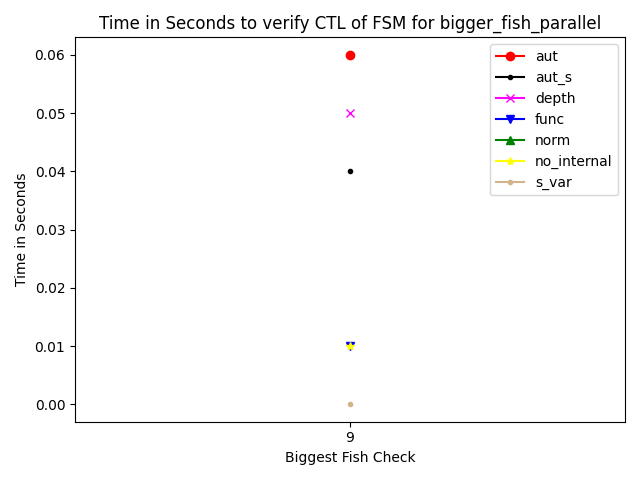 Time in Seconds to verify CTL of FSM for bigger_fish_parallel
Time in Seconds
0.06
0.05
0.04
0.03
0.02
0.01
0.00
9
Biggest Fish Check
aut
aut_s
depth
func
norm
no_internal
s_var